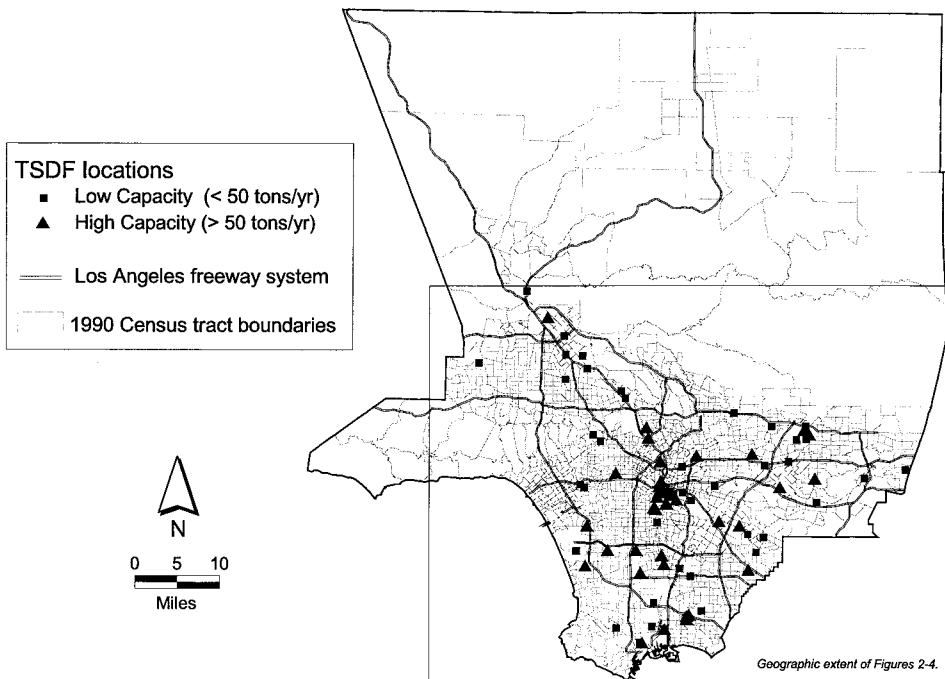 TSDF locations
Low Capacity (< 50 tons/yr)
High Capacity (> 50 tons/yr)
Los Angeles freeway system
1990 Census tract boundaries
N
0 5 10
Miles
Geographic extent of Figures 2-4.